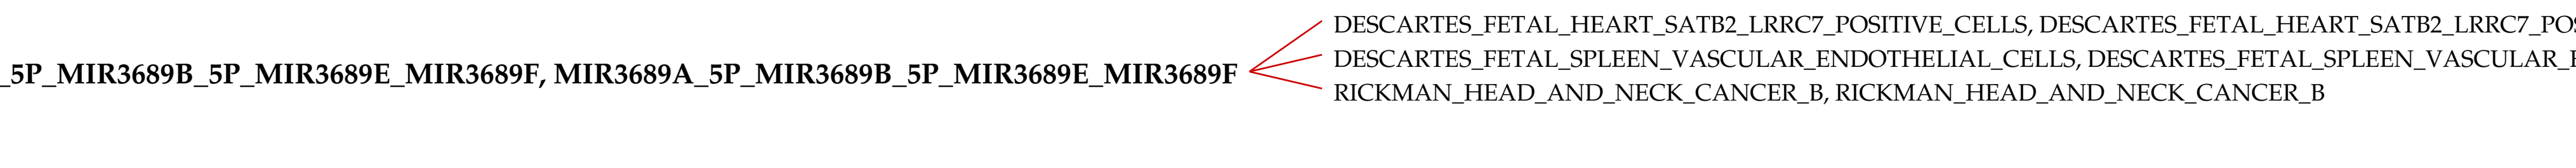 _5P_MIR3689B_5P_MIR3689E_MIR3689F, MIR3689A_5P_MIR3689B_5P_MIR3689E_MIR3689F
DESCARTES_FETAL_HEART_SATB2_LRRC7_POSITIVE_CELLS, DESCARTES_FETAL_HEART_SATB2_LRRC7_PO
DESCARTES_FETAL_SPLEEN_VASCULAR_ENDOTHELIAL_CELLS, DESCARTES_FETAL_SPLEEN_VASCULAR_
RICKMAN_HEAD_AND_NECK_CANCER_B, RICKMAN_HEAD_AND_NECK_CANCER_B